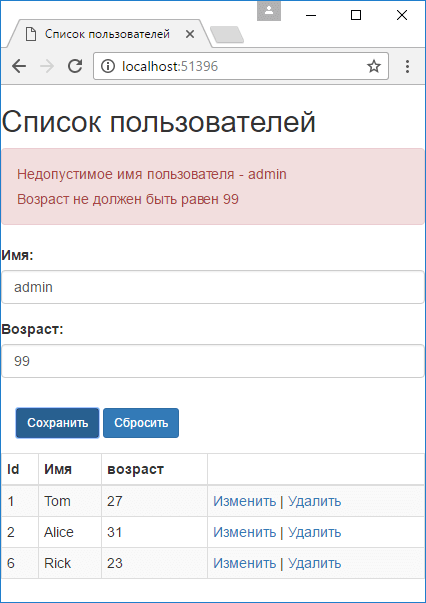 Список пользователей
localhost:51396
Список пользователей
Недопустимое имя пользователя - admin
Возраст не должен быть равен 99
Имя:
admin
Возраст:
99
Сохранить Сбросить
Id Имя возраст
1 Tom 27 Изменить | Удалить
2 Alice 31 Изменить | Удалить
6 Rick 23 Изменить | Удалить